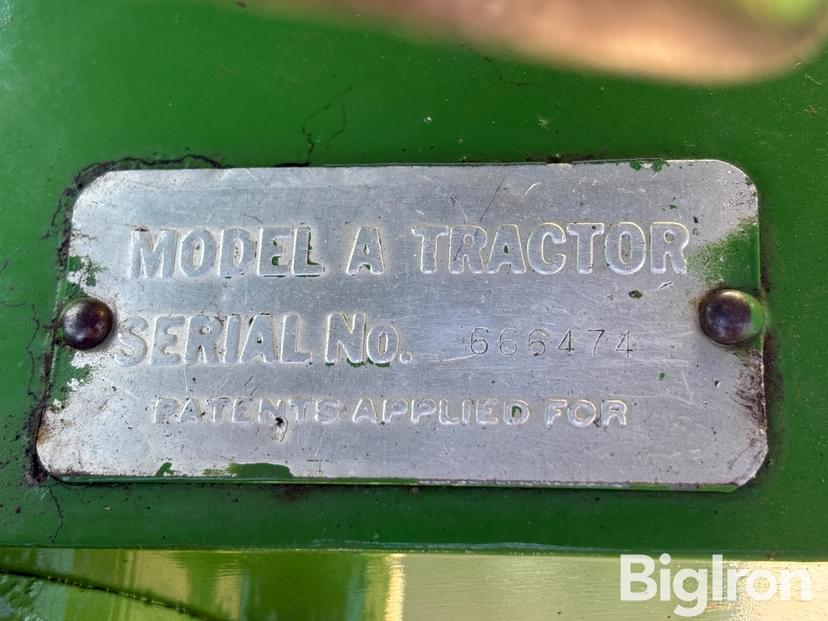 MODEL A TRACTOR
SERIAL NO. 666474
PATENTS APPLIED FOR
BigIron